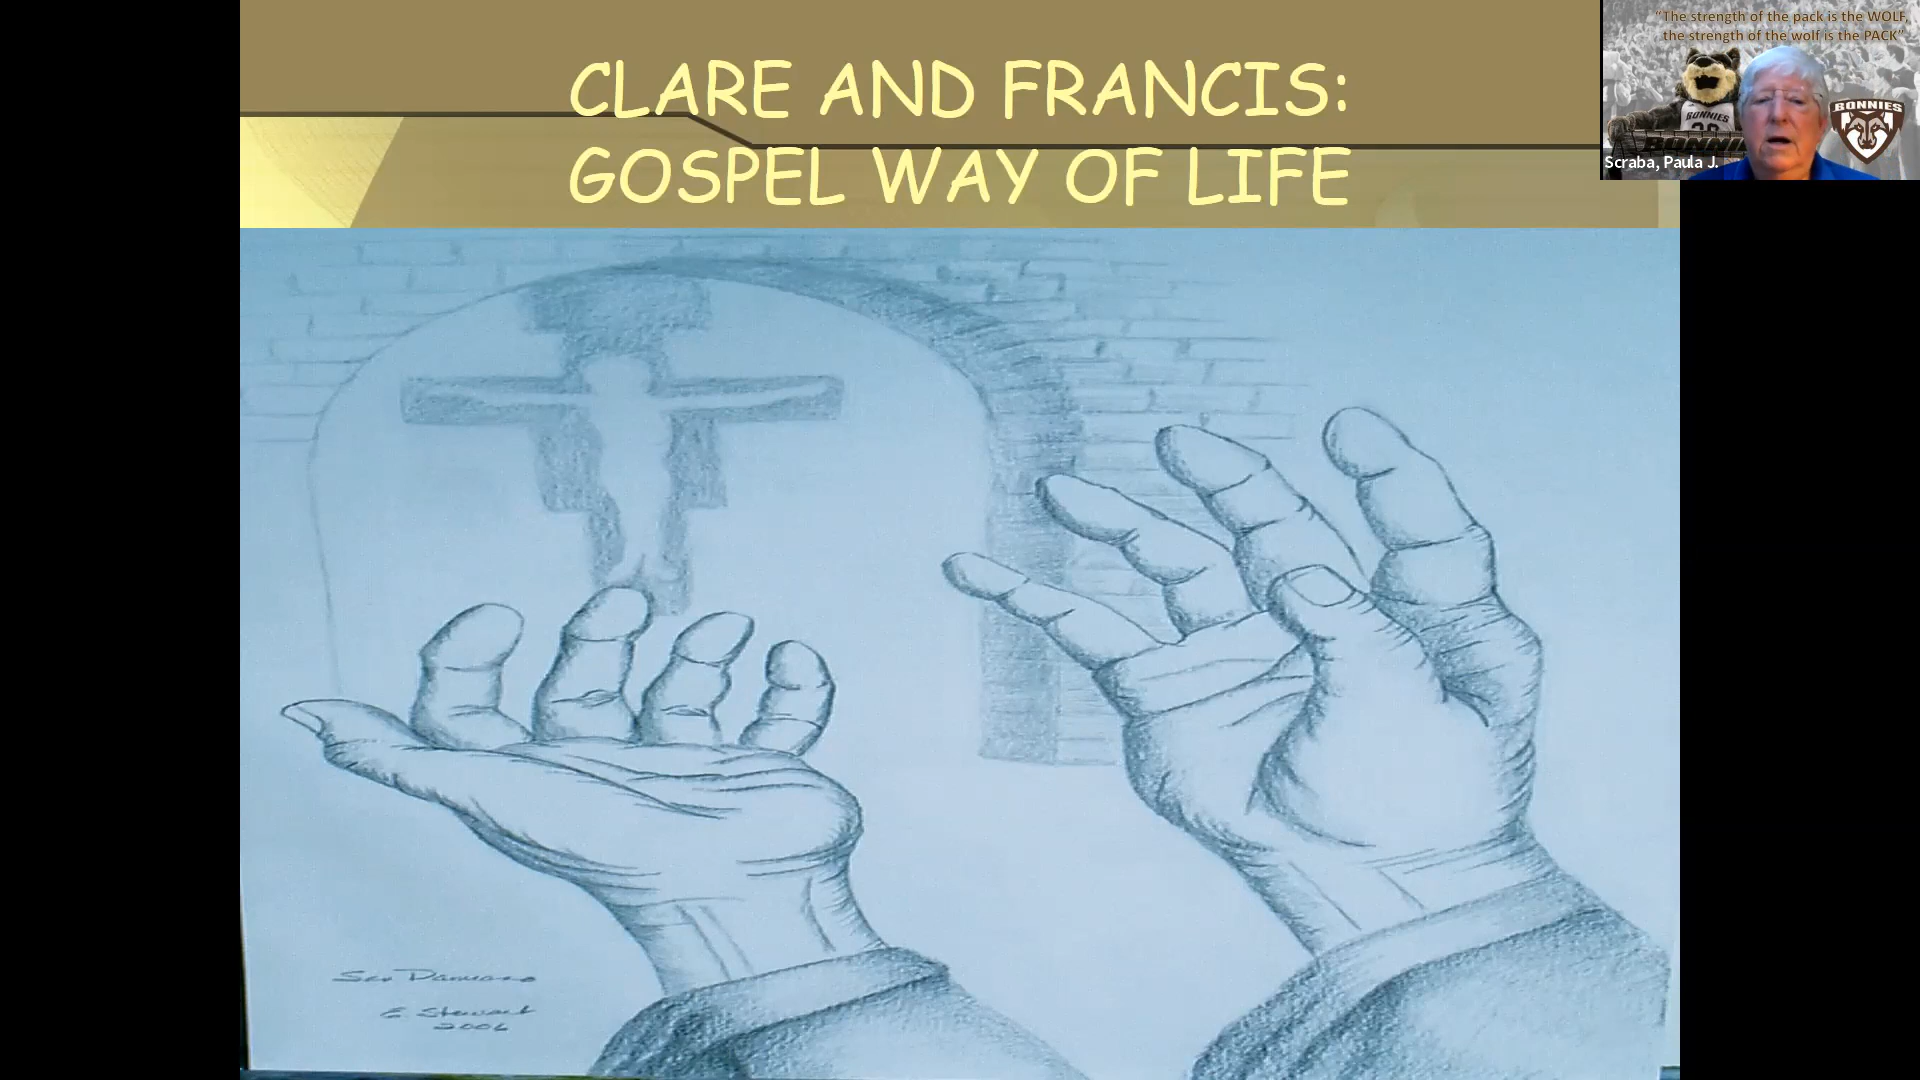 CLARE AND FRANCIS:
GOSPEL WAY OF LIFE
"The strength of the pack is the WOLF,
the strength of the wolf is the PACK"
BONNIES
BONNIES
Scraba, Paula J.
San Damiano
E. Stewart
2006